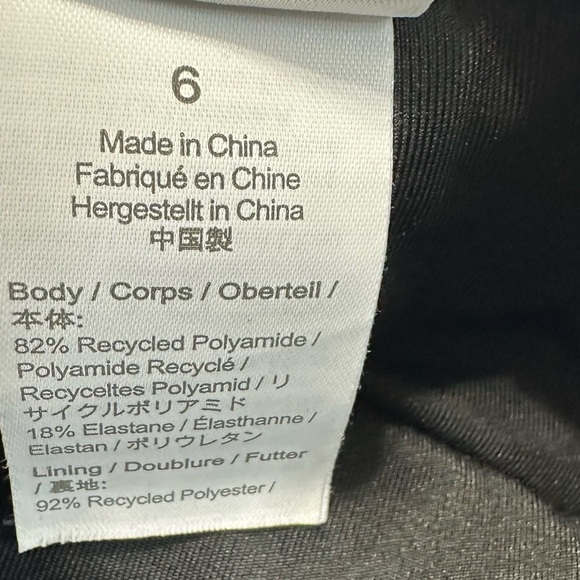 6
Made in China
Fabriqué en Chine
Hergestellt in China
中国製
Body / Corps / Oberteil /
本体:
82% Recycled Polyamide /
Polyamide Recyclé /
Recyceltes Polyamid / リ
サイクルポリアミド
18% Elastane / Élasthanne /
Elastan / ポリウレタン
Lining / Doublure / Futter
/ 裏地:
92% Recycled Polyester /